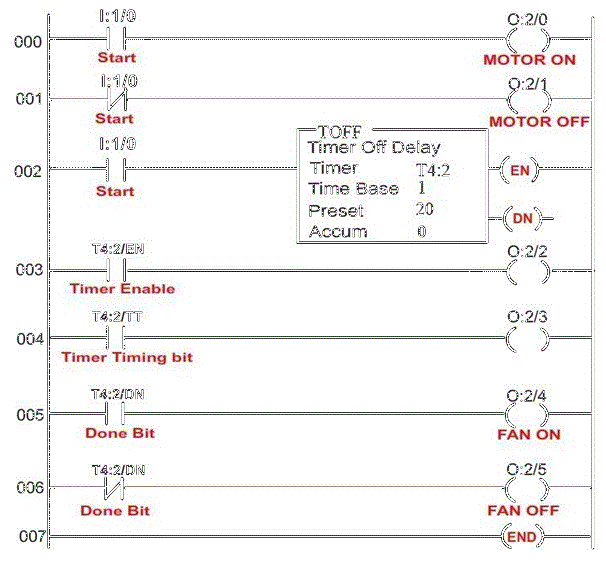 I:1/0 O:2/0
000
Start MOTOR ON
I:1/0 O:2/1
001
Start MOTOR OFF
I:1/0 TOFF
Timer Off Delay
002 Timer T4:2 EN
Start Time Base 1
Preset 20 DN
Accum 0
T4:2/EN O:2/2
003
Timer Enable
T4:2/TT O:2/3
004
Timer Timing bit
T4:2/DN O:2/4
005
Done Bit FAN ON
T4:2/DN O:2/5
006
Done Bit FAN OFF
007 END